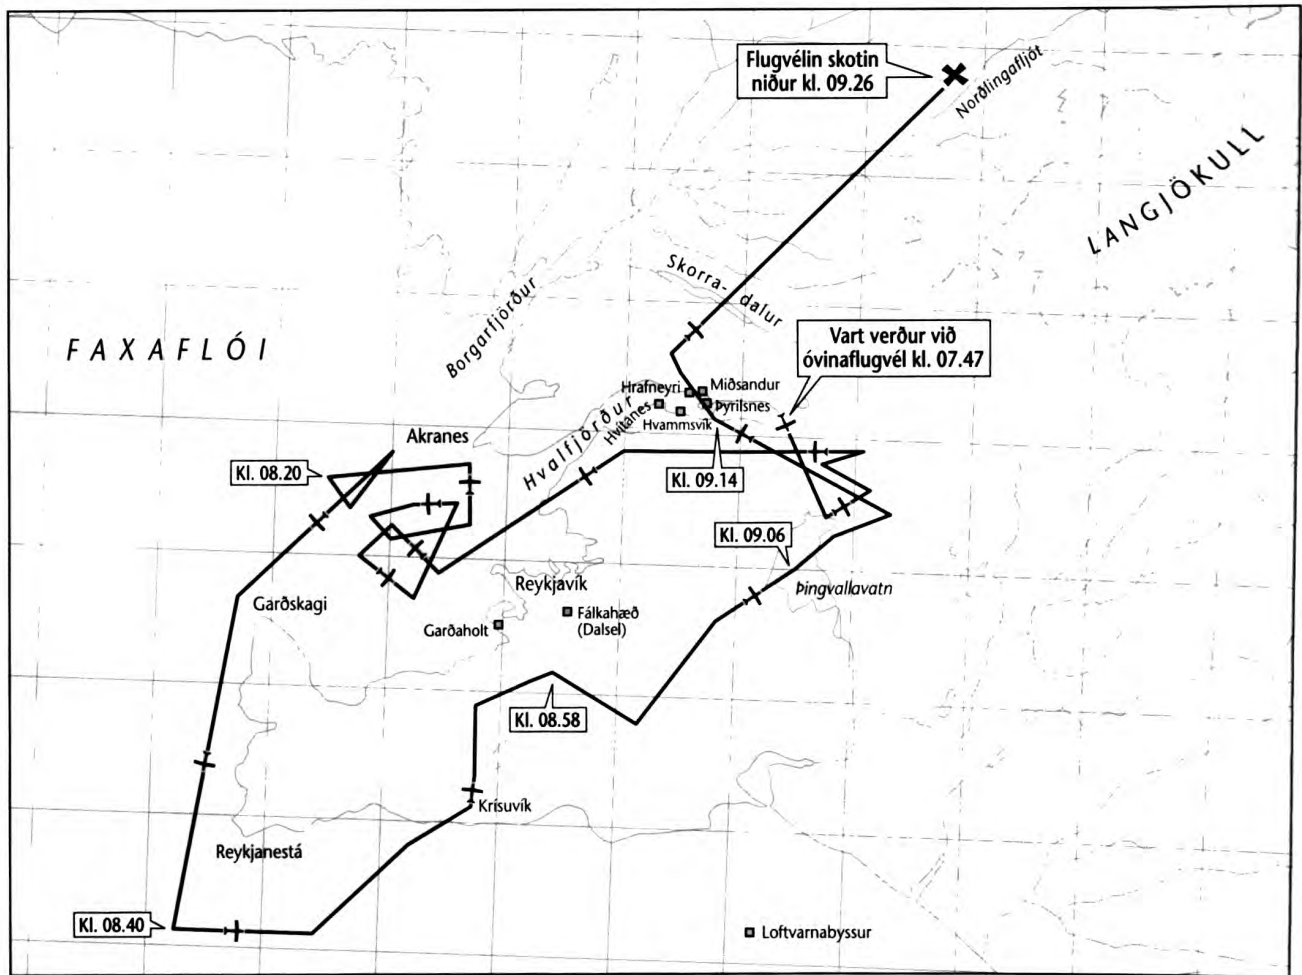 Flugvélin skotin
niður kl. 09.26
Norðlingafljót
LANGJÖKULL
Skorra- dalur
Borgarfjörður
FAXAFLÓI
Vart verður við
óvinaflugvél kl. 07.47
Hrafneyri
Miðsandur
Þyrilsnes
Hvítanes
Hvammsvík
Hvalfjörður
Akranes
Kl. 08.20
Kl. 09.14
Kl. 09.06
Þingvallavatn
Reykjavík
Garðskagi
Garðaholt
Fálkahæð
(Dalsel)
Kl. 08.58
Krísuvík
Reykjanestá
Kl. 08.40
Loftvarnabyssur